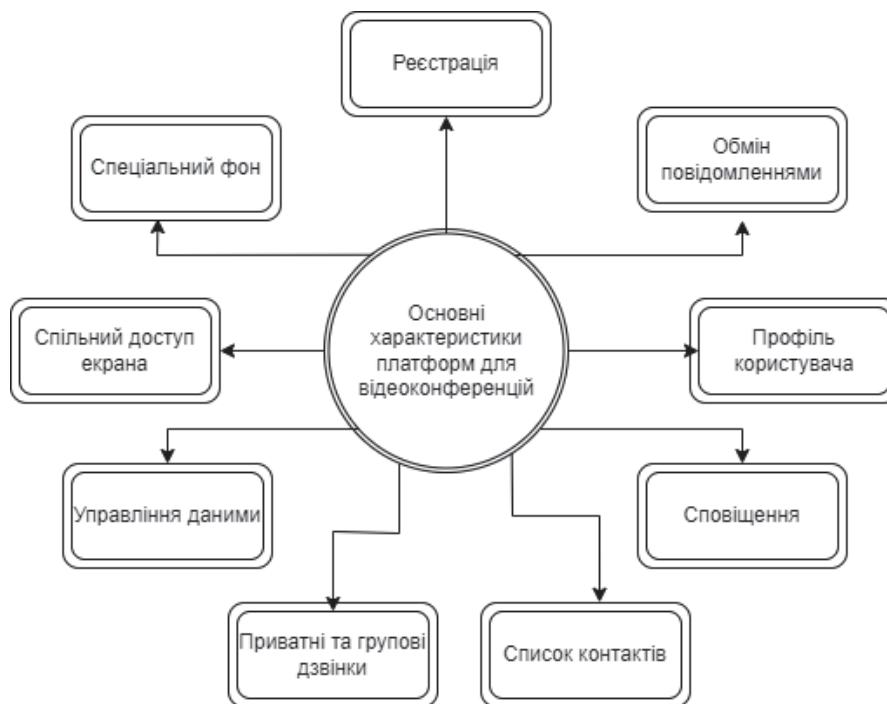 Реєстрація
Спеціальний фон
Обмін
повідомленнями
Основні
характеристики
платформ для
відеоконференцій
Спільний доступ
екрана
Профіль
користувача
Управління даними
Сповіщення
Приватні та групові
дзвінки
Список контактів